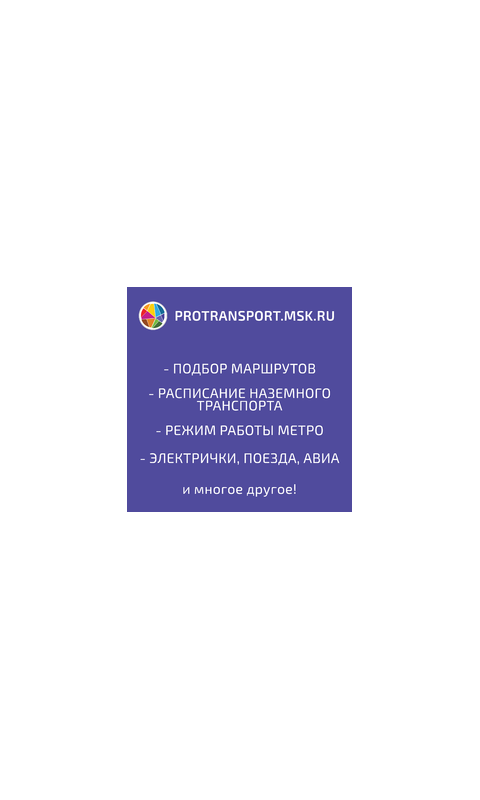 PROTRANSPORT.MSK.RU
- ПОДБОР МАРШРУТОВ
- РАСПИСАНИЕ НАЗЕМНОГО
ТРАНСПОРТА
- РЕЖИМ РАБОТЫ МЕТРО
- ЭЛЕКТРИЧКИ, ПОЕЗДА, АВИА
и многое другое!